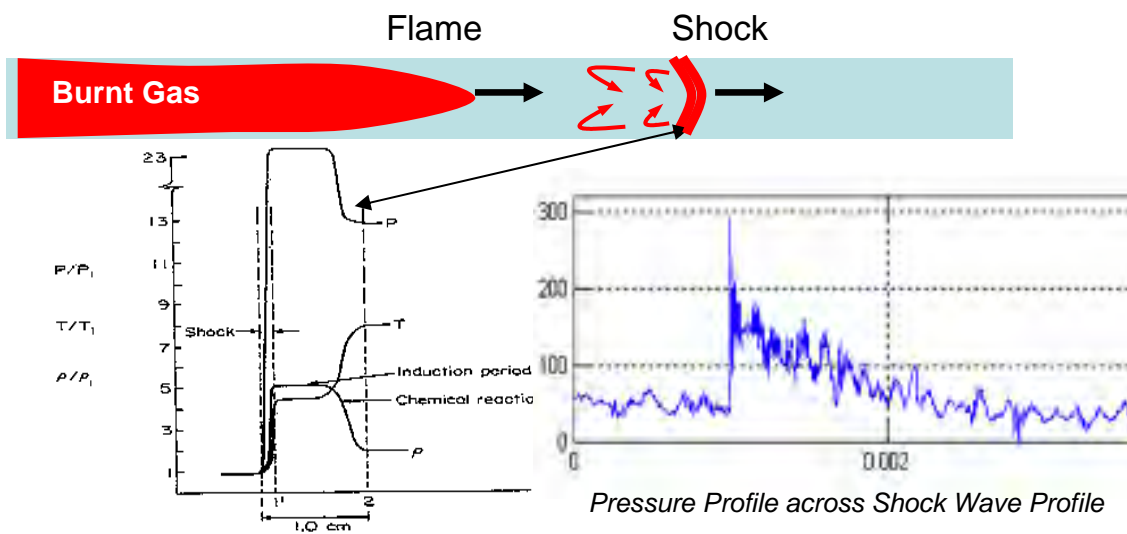 Flame
Shock
Burnt Gas
23
13
11
9
7
5
3
1
P/P₁
T/T₁
ρ/ρ₁
Shock
P
T
Induction period
Chemical reactio
ρ
1'
2
1.0 cm
300
200
100
0
0
0.002
Pressure Profile across Shock Wave Profile